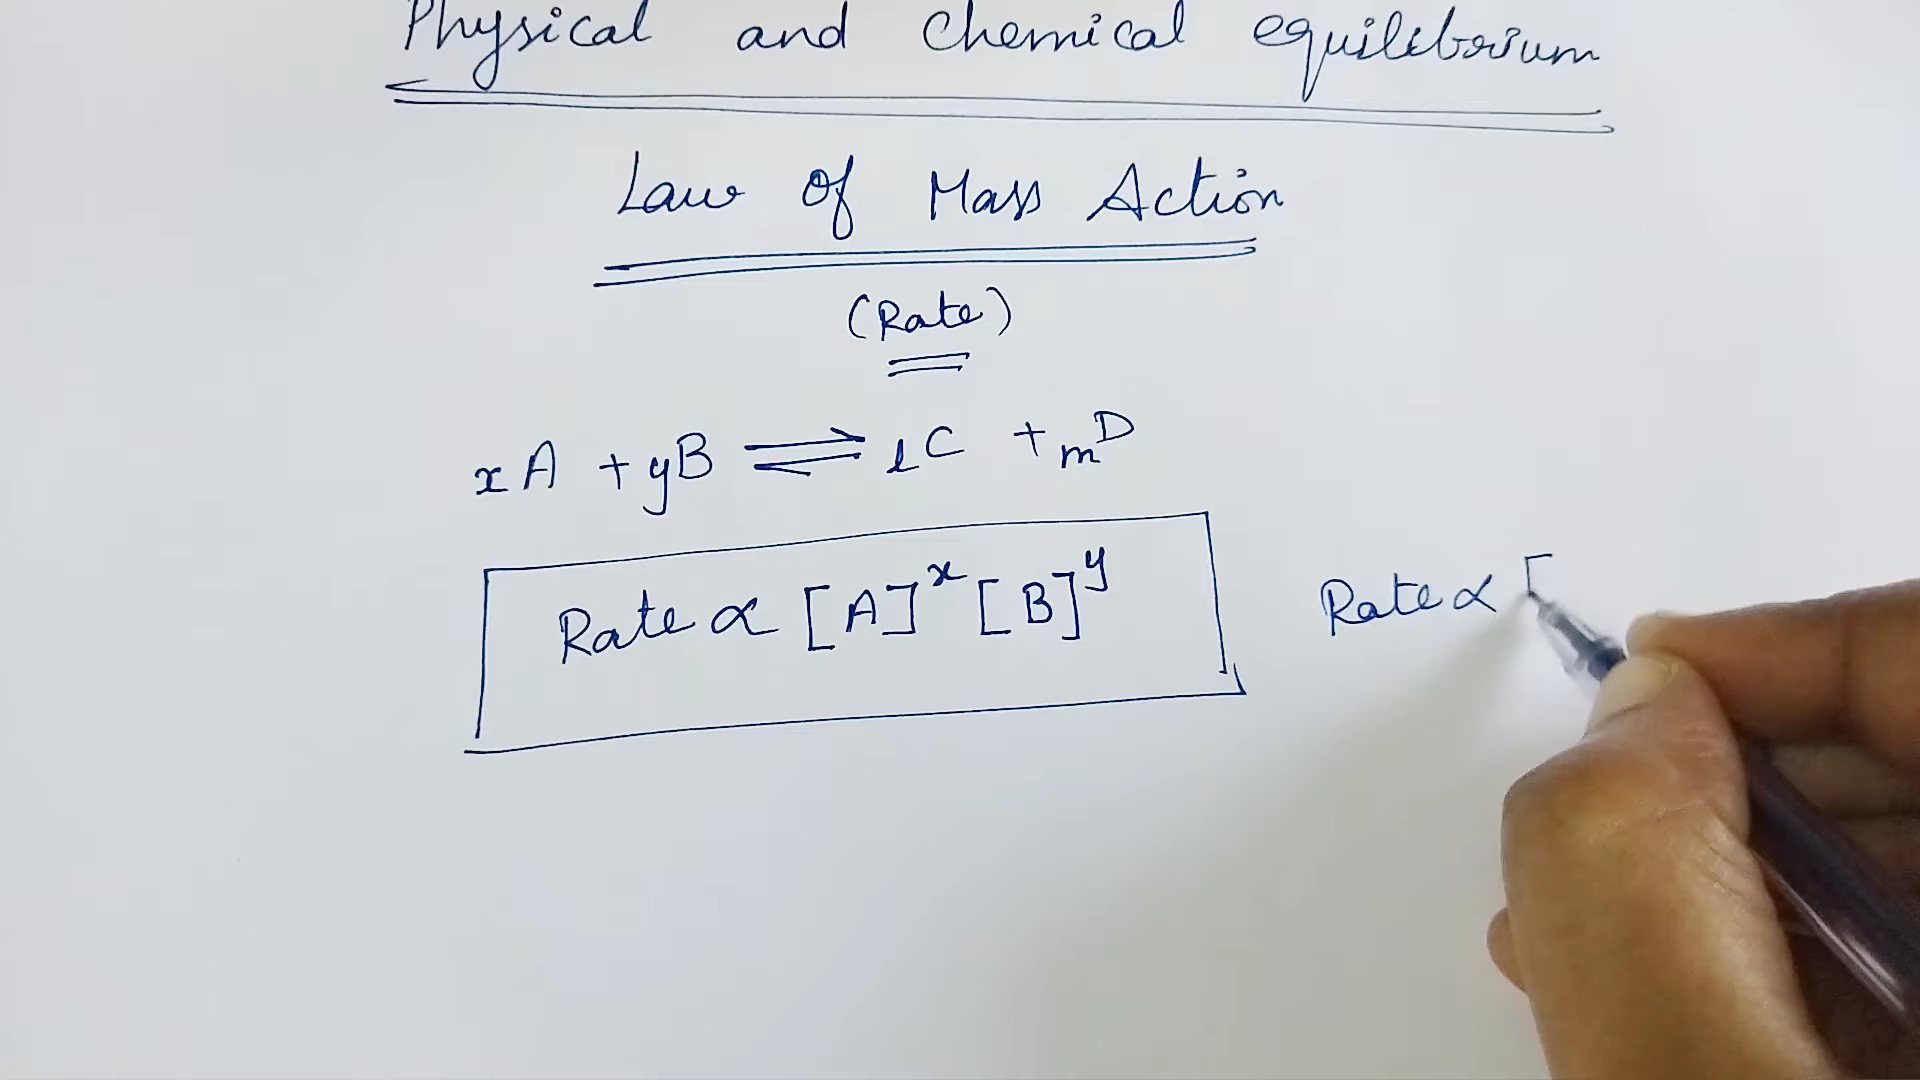 Physical and Chemical equilibrium
Law Of Mass Action
(Rate)
xA + yB ⇌ lC + mD
Rate ∝ [A]^x [B]^y
Rate ∝ [